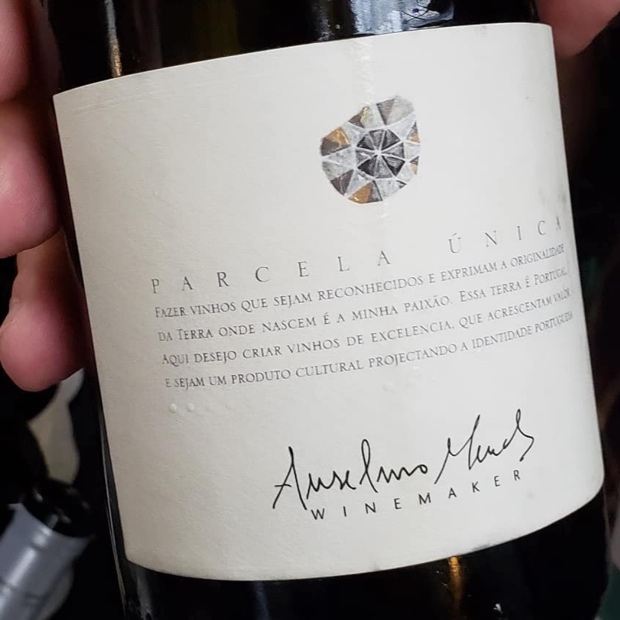 PARCELA ÚNICA
FAZER VINHOS QUE SEJAM RECONHECIDOS E EXPRIMAM A ORIGINALIDADE
DA TERRA ONDE NASCEM É A MINHA PAIXÃO. ESSA TERRA É PORTUGAL,
AQUI DESEJO CRIAR VINHOS DE EXCELENCIA, QUE ACRESCENTAM VALOR
E SEJAM UM PRODUTO CULTURAL PROJECTANDO A IDENTIDADE PORTUGUESA
Anselmo Mendes
WINEMAKER